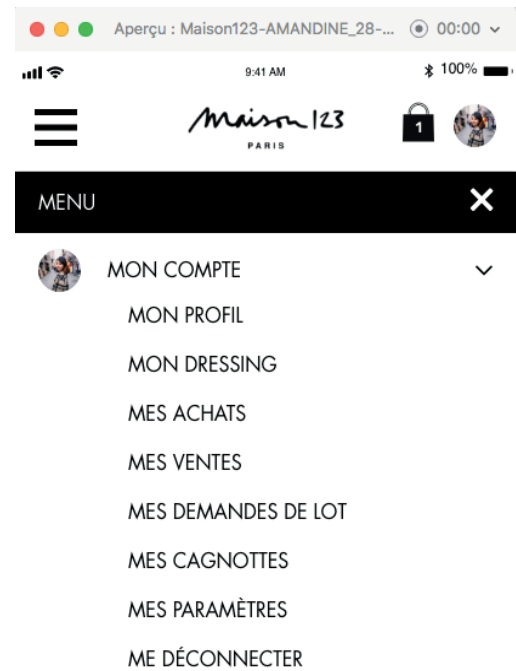 Aperçu : Maison123-AMANDINE_28-... 00:00
9:41 AM 100%
Maison 123
PARIS
1
MENU
MON COMPTE
MON PROFIL
MON DRESSING
MES ACHATS
MES VENTES
MES DEMANDES DE LOT
MES CAGNOTTES
MES PARAMÈTRES
ME DÉCONNECTER